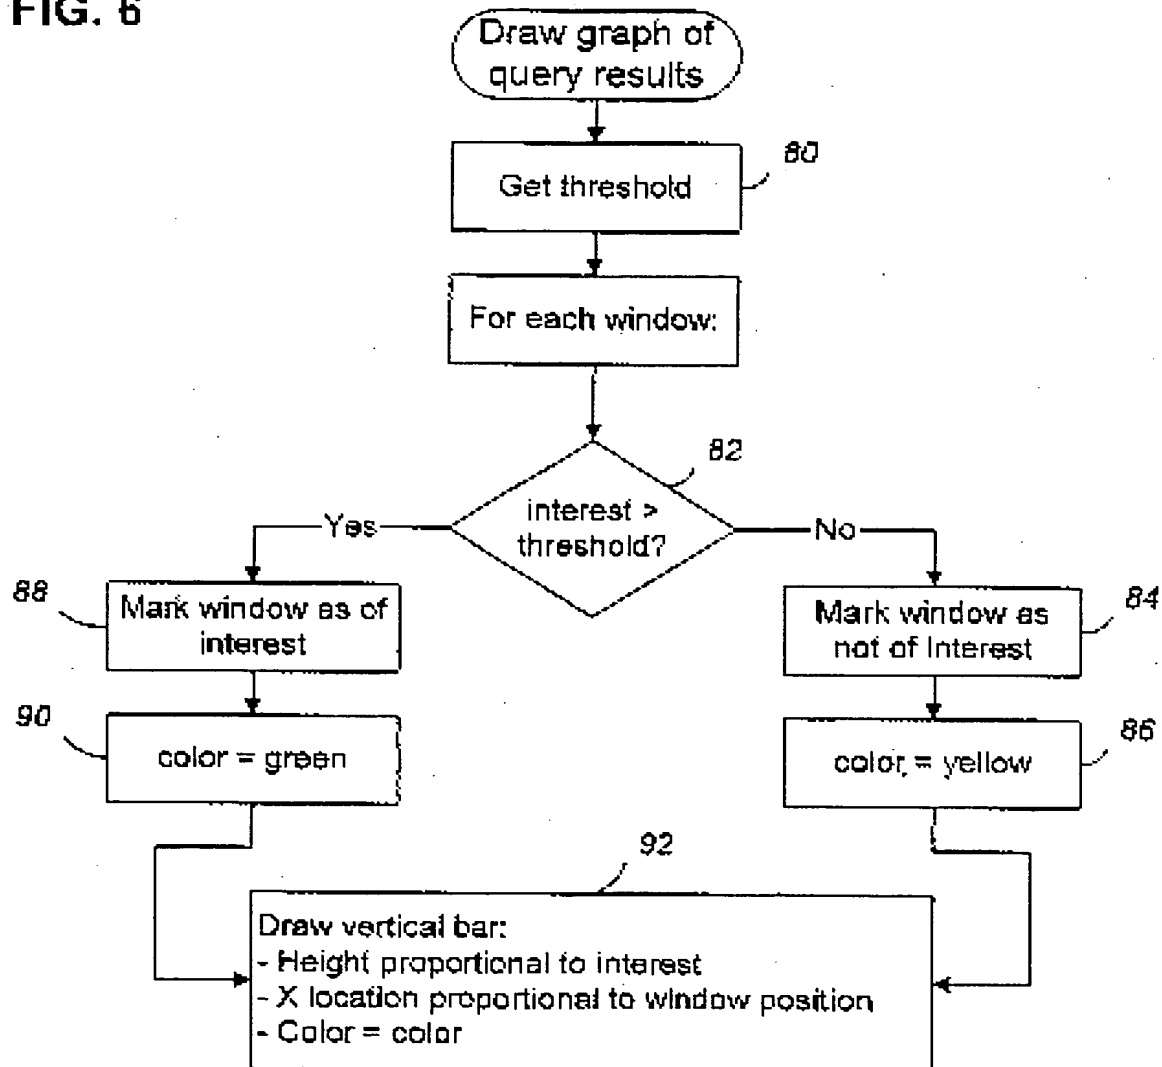 FIG. 6
Draw graph of
query results
80
Get threshold
For each window:
82
interest >
threshold?
Yes
No
88
Mark window as of
interest
84
Mark window as
not of Interest
90
color = green
86
color = yellow
92
Draw vertical bar:
- Height proportional to interest
- X location proportional to window position
- Color = color